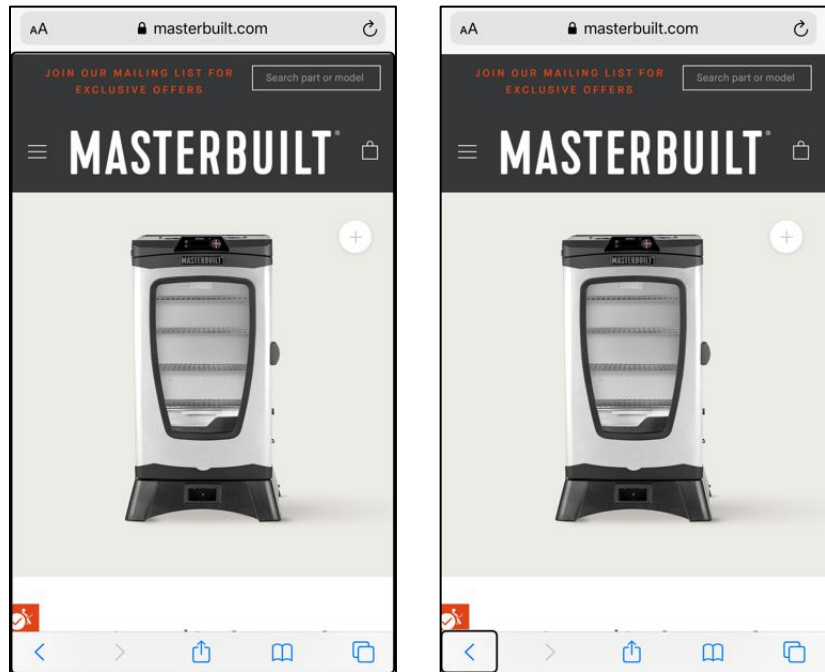 AA masterbuilt.com
JOIN OUR MAILING LIST FOR
EXCLUSIVE OFFERS
Search part or model
MASTERBUILT®
MASTERBUILT
AA masterbuilt.com
JOIN OUR MAILING LIST FOR
EXCLUSIVE OFFERS
Search part or model
MASTERBUILT®
MASTERBUILT